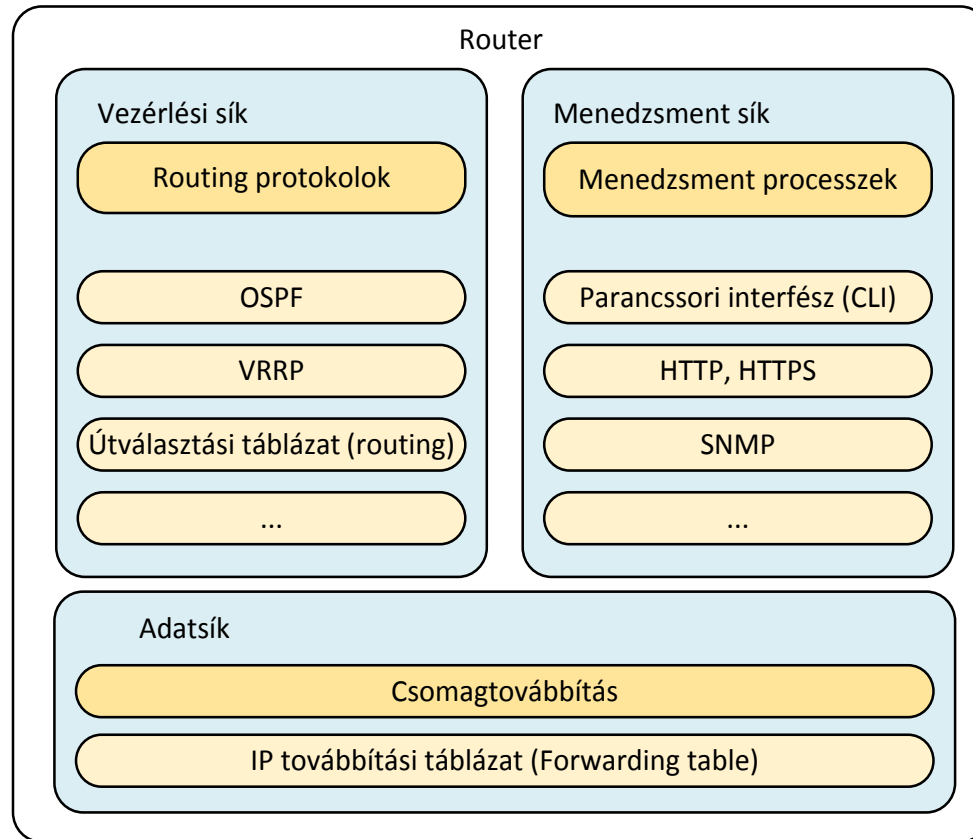 Router
Vezérlési sík
Routing protokolok
OSPF
VRRP
Útválasztási táblázat (routing)
...
Menedzsment sík
Menedzsment processzek
Parancssori interfész (CLI)
HTTP, HTTPS
SNMP
...
Adatsík
Csomagtovábbítás
IP továbbítási táblázat (Forwarding table)